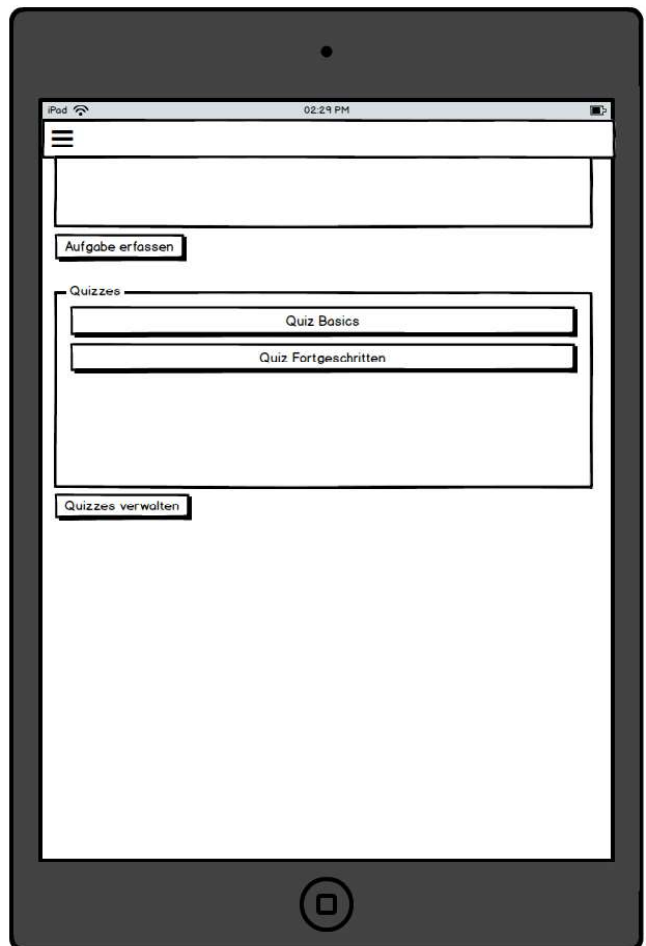 iPod 02:29 PM
Aufgabe erfassen
Quizzes
Quiz Basics
Quiz Fortgeschritten
Quizzes verwalten